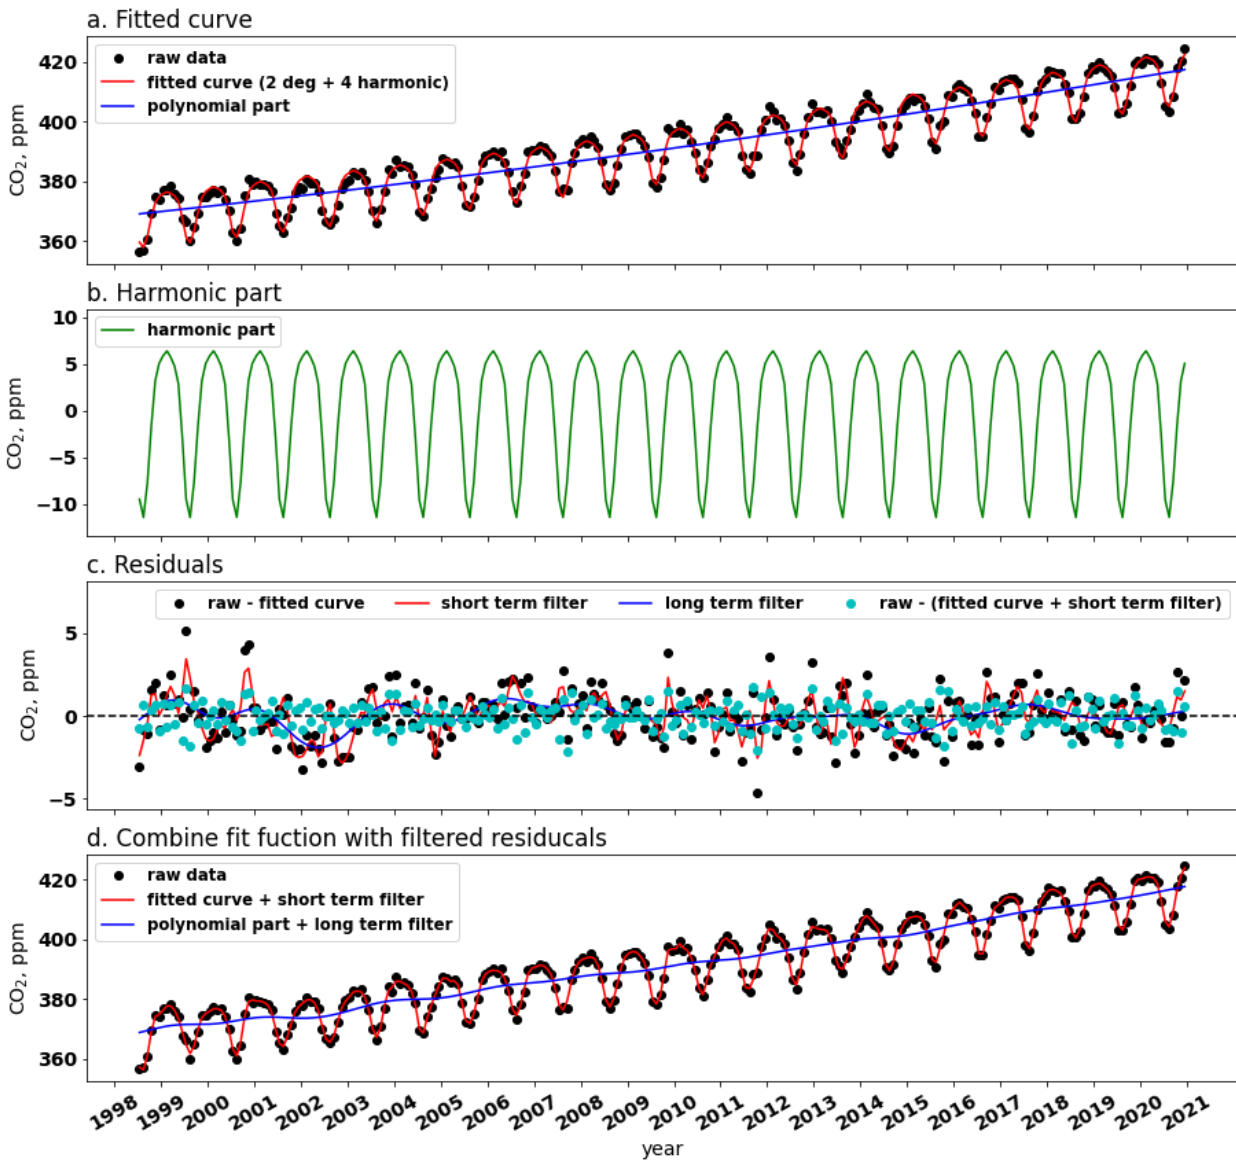 a. Fitted curve
420
400
380
360
CO₂, ppm
raw data
fitted curve (2 deg + 4 harmonic)
polynomial part
b. Harmonic part
10
5
0
−5
−10
CO₂, ppm
harmonic part
c. Residuals
5
0
−5
CO₂, ppm
raw - fitted curve short term filter long term filter raw - (fitted curve + short term filter)
d. Combine fit fuction with filtered residucals
420
400
380
360
CO₂, ppm
raw data
fitted curve + short term filter
polynomial part + long term filter
1998 1999 2000 2001 2002 2003 2004 2005 2006 2007 2008 2009 2010 2011 2012 2013 2014 2015 2016 2017 2018 2019 2020 2021
year